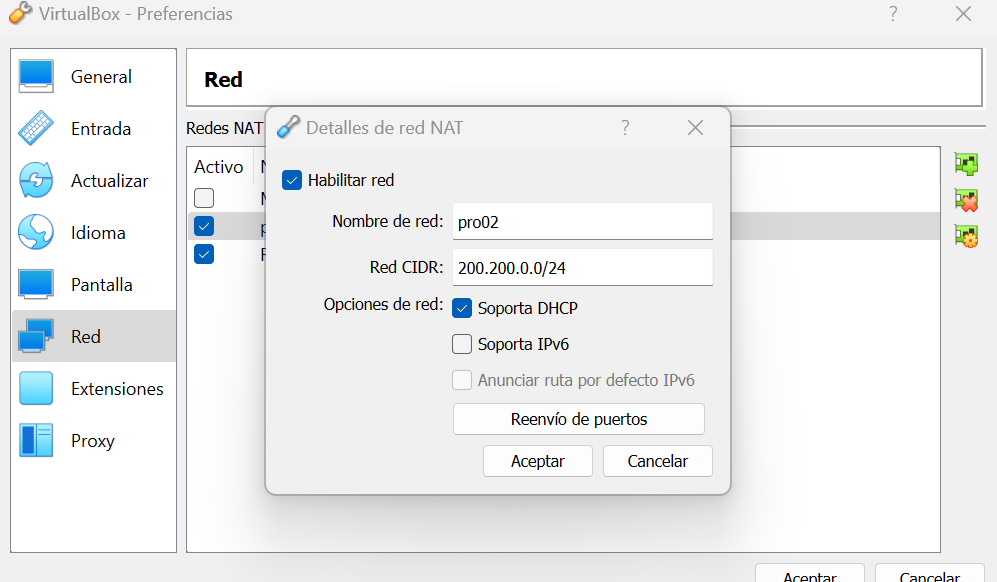 VirtualBox - Preferencias
General
Entrada
Actualizar
Idioma
Pantalla
Red
Extensiones
Proxy
Red
Redes NAT
Activo
Detalles de red NAT
Habilitar red
Nombre de red: pro02
Red CIDR: 200.200.0.0/24
Opciones de red: Soporta DHCP
Soporta IPv6
Anunciar ruta por defecto IPv6
Reenvío de puertos
Aceptar Cancelar
Aceptar Cancelar